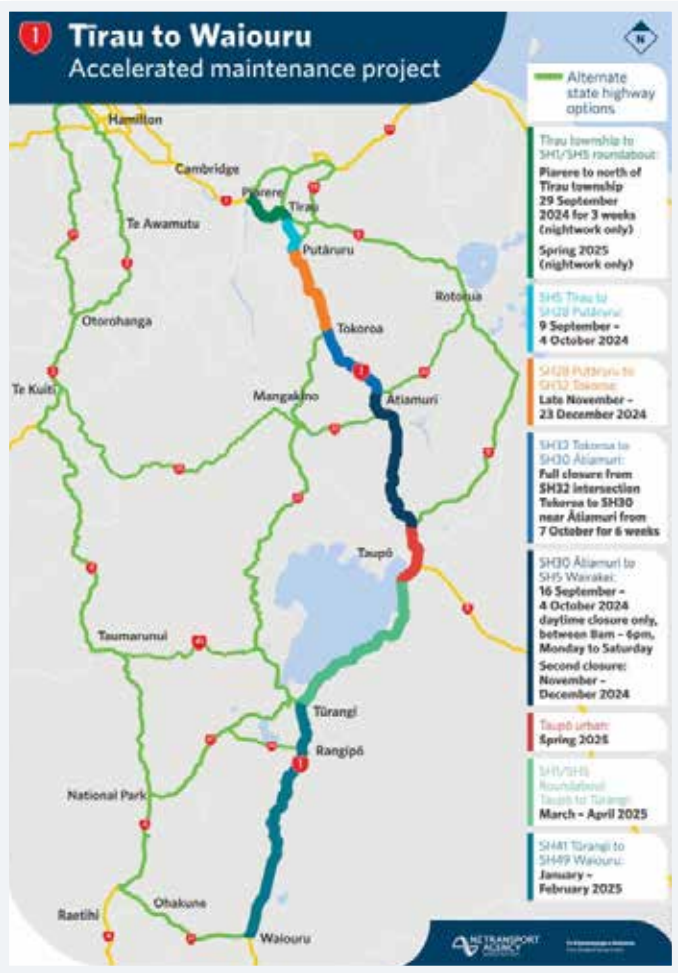 1
Tīrau to Waiouru
Accelerated maintenance project
N
Alternate
state highway
options
Tīrau township to
SH1/SH5 roundabout:
Piarere to north of
Tīrau township
29 September
2024 for 3 weeks
(nightwork only)
Spring 2025
(nightwork only)
SH5 Tīrau to
SH28 Putāruru:
9 September –
4 October 2024
SH28 Putāruru to
SH32 Tokoroa:
Late November –
23 December 2024
SH32 Tokoroa to
SH30 Ātiamuri:
Full closure from
SH32 intersection
Tokoroa to SH30
near Ātiamuri from
7 October for 6 weeks
SH30 Ātiamuri to
SH5 Wairakei:
16 September –
4 October 2024
daytime closure only,
between 8am – 6pm,
Monday to Saturday
Second closure:
November –
December 2024
Taupō urban:
Spring 2025
SH1/SH5
Roundabout
Taupō to Tūrangi:
March – April 2025
SH41 Tūrangi to
SH49 Waiouru:
January –
February 2025
Hamilton
Cambridge
Piarere
Tīrau
Te Awamutu
Putāruru
Rotorua
Otorohanga
Tokoroa
Te Kuiti
Mangakino
Ātiamuri
Taupō
Taumarunui
41
Tūrangi
Rangipō
1
National Park
4
Ohakune
Raetihi
4
Waiouru
NZ TRANSPORT
AGENCY